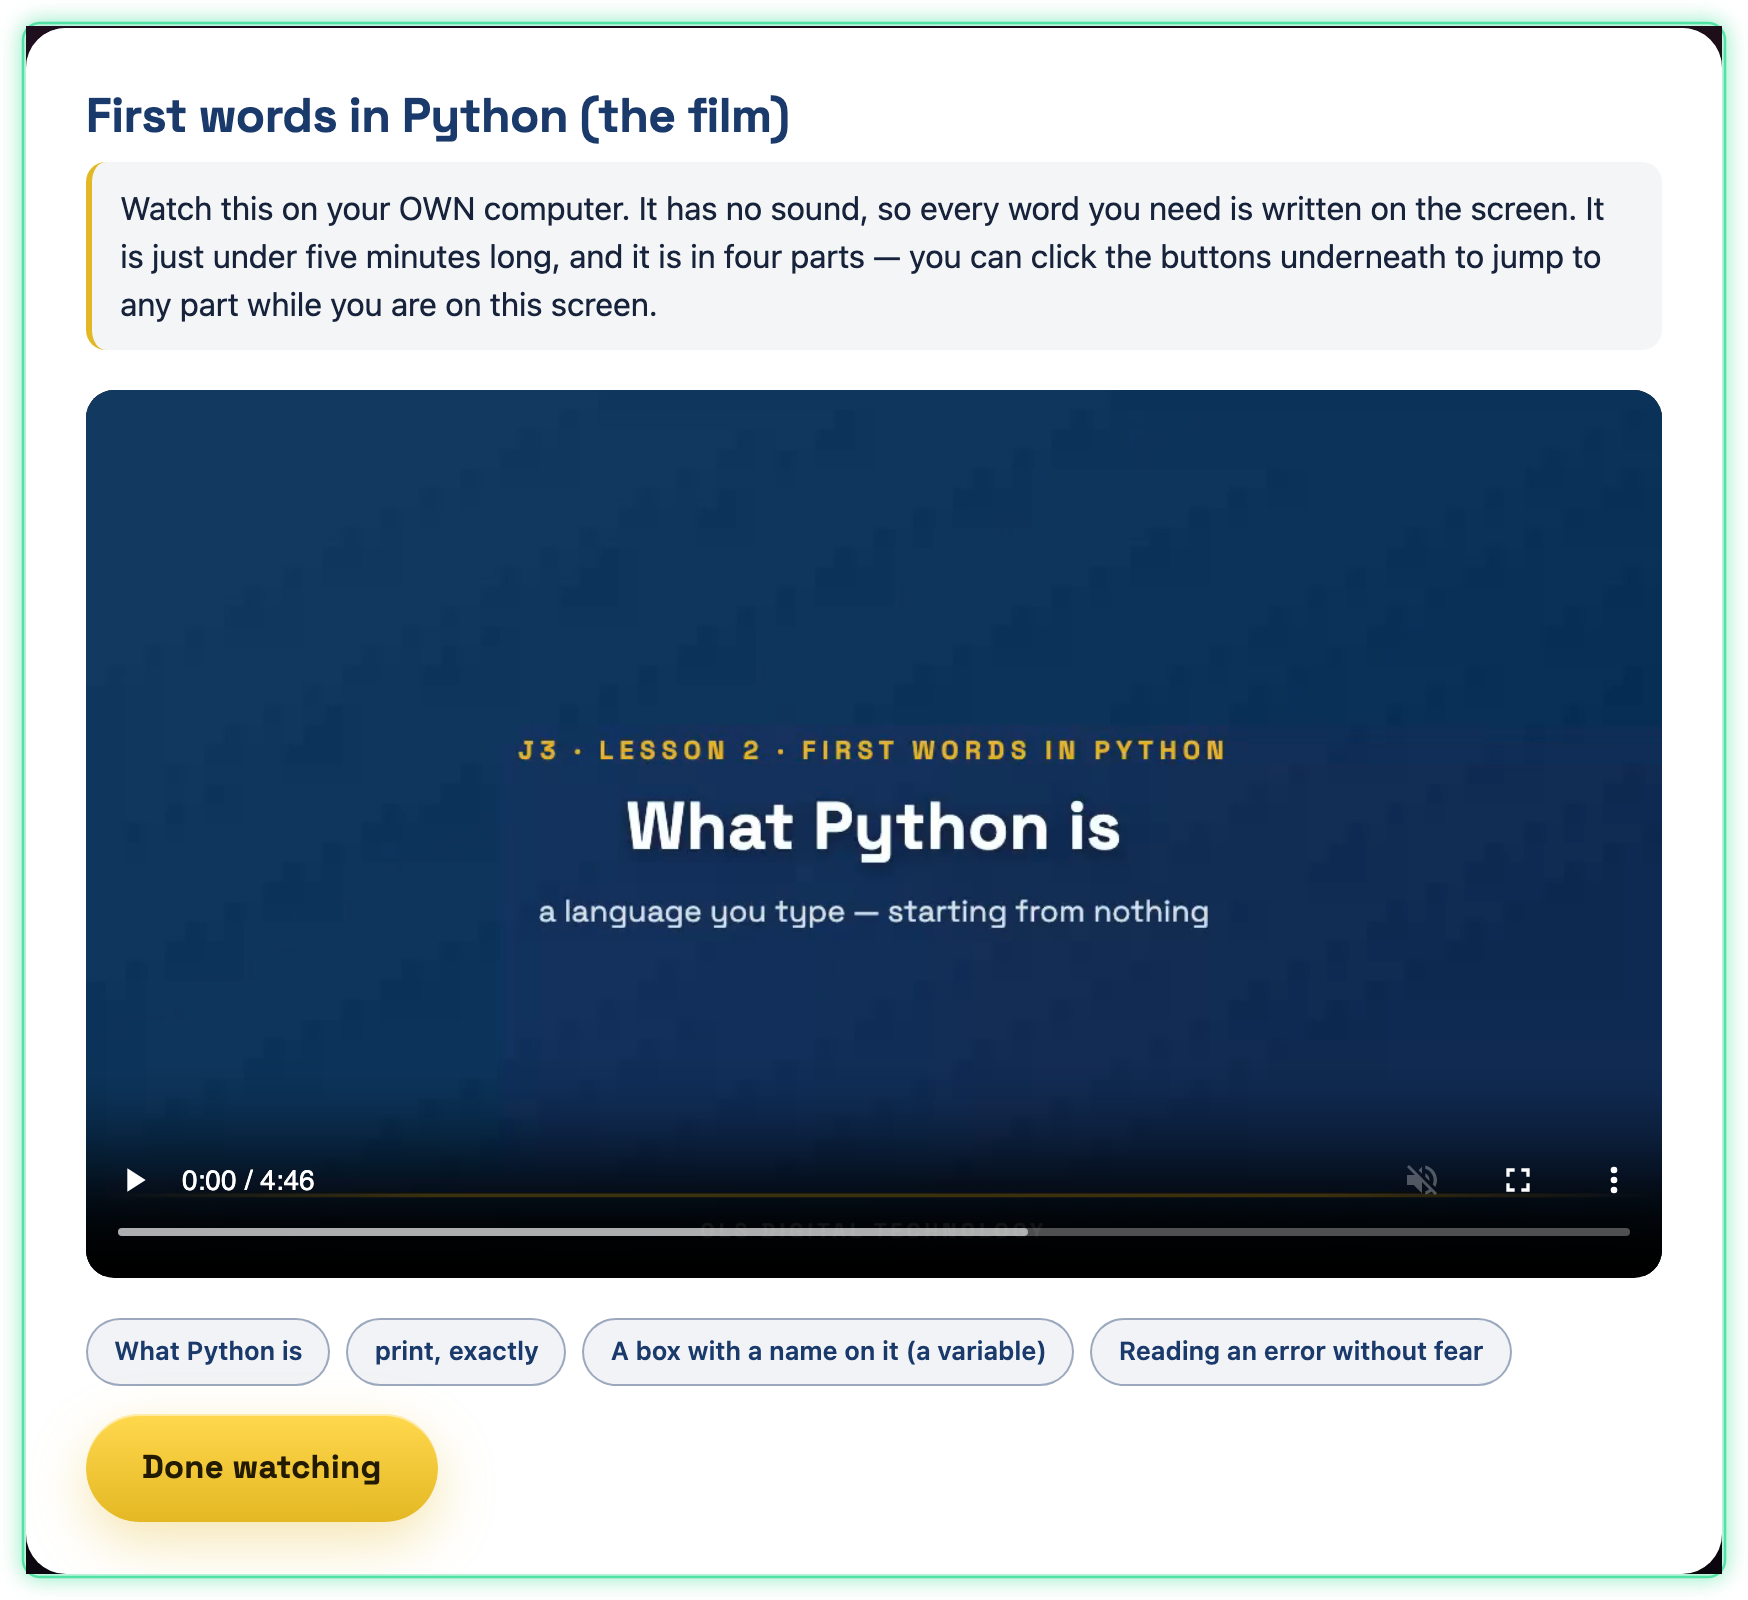 First words in Python (the film)
Watch this on your OWN computer. It has no sound, so every word you need is written on the screen. It
is just under five minutes long, and it is in four parts — you can click the buttons underneath to jump to
any part while you are on this screen.
J3 · LESSON 2 · FIRST WORDS IN PYTHON
What Python is
a language you type — starting from nothing
0:00 / 4:46
DIGITAL TECHNOLOGY
What Python is
print, exactly
A box with a name on it (a variable)
Reading an error without fear
Done watching